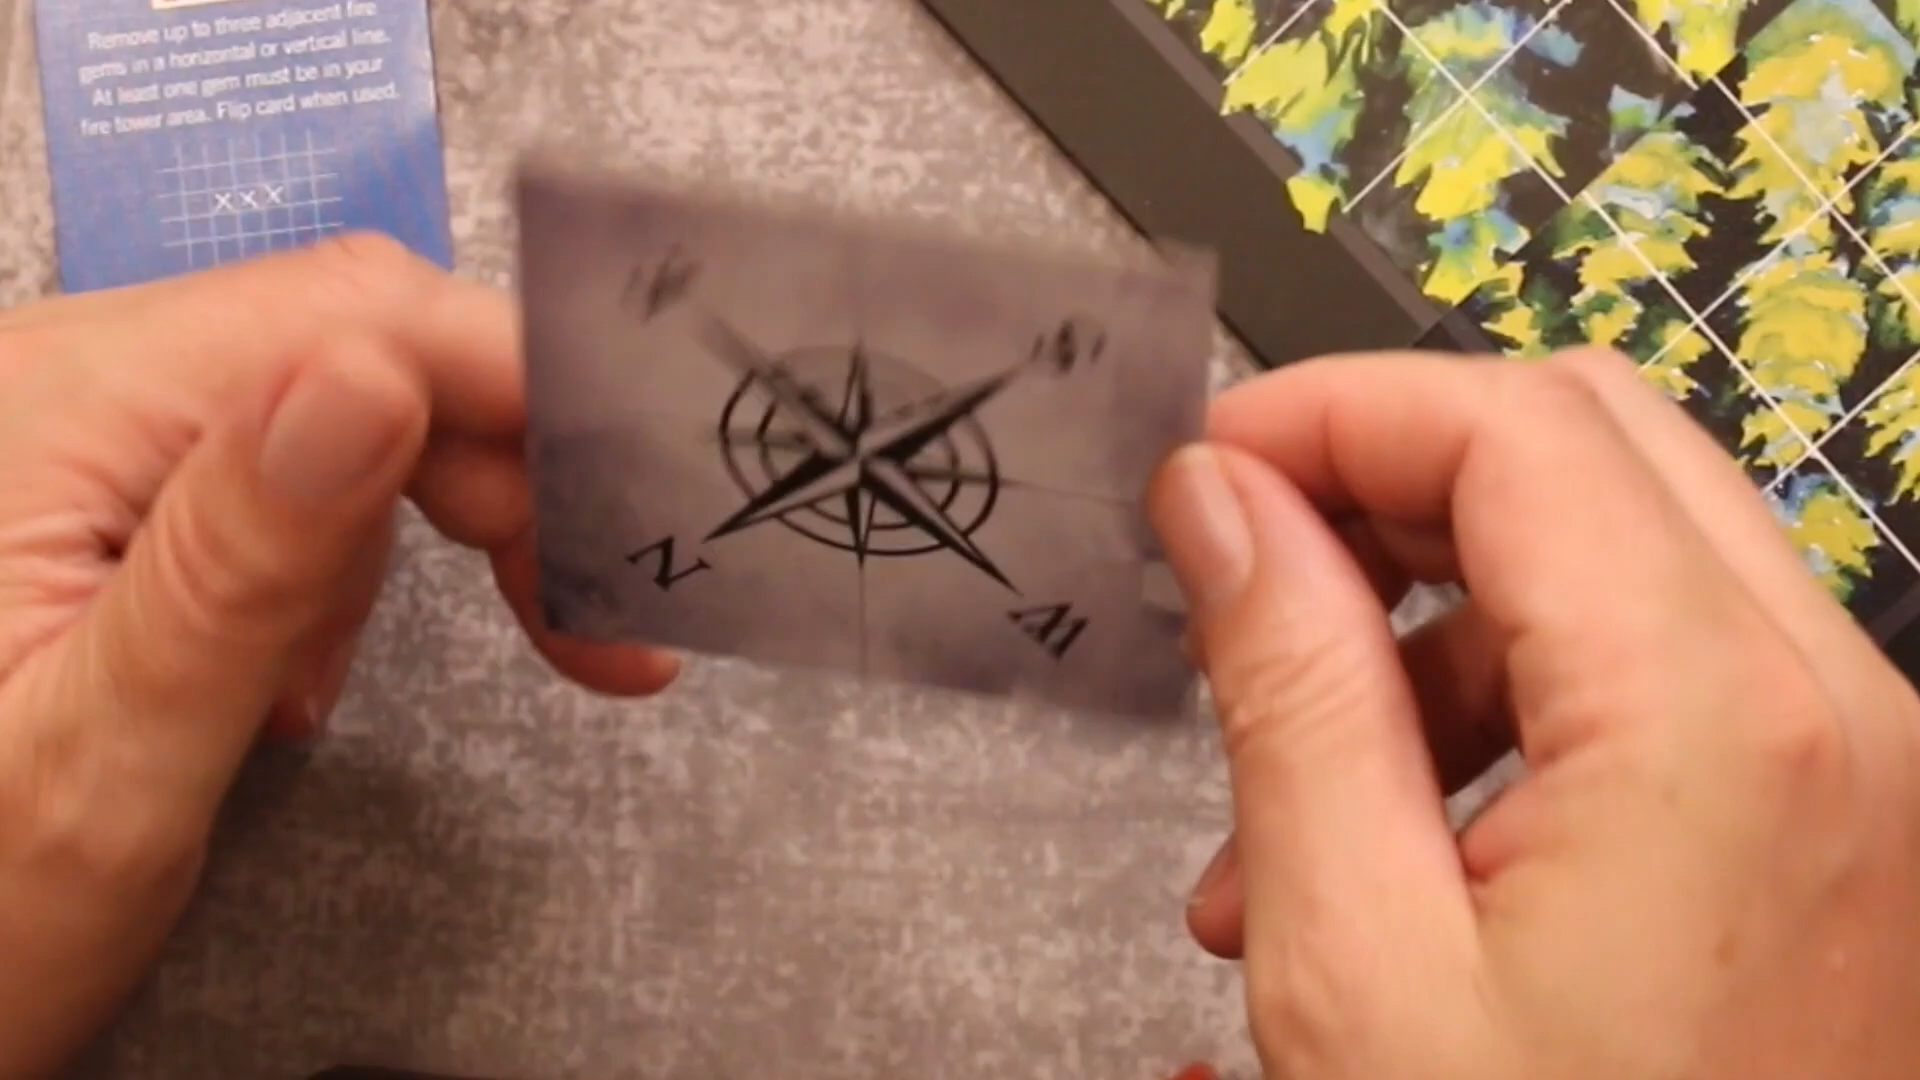 Remove up to three adjacent fire
gems in a horizontal or vertical line.
At least one gem must be in your
fire tower area. Flip card when used.
X X X
N
W